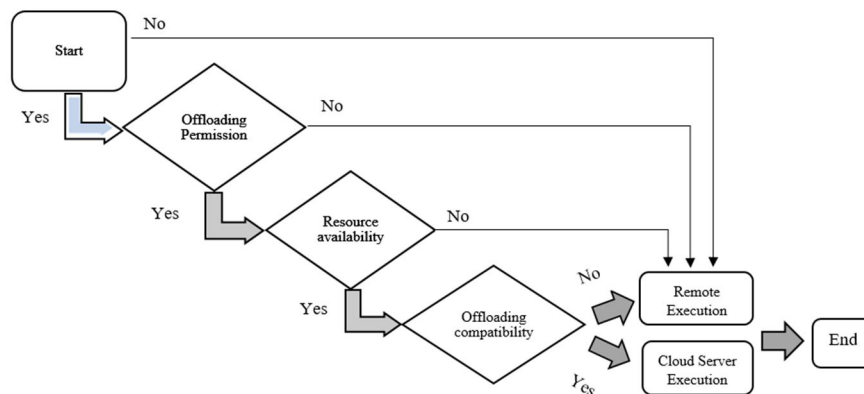 No
Start
Yes
Offloading
Permission
No
Yes
Resource
availability
No
Yes
Offloading
compatibility
No
Yes
Remote
Execution
Cloud Server
Execution
End